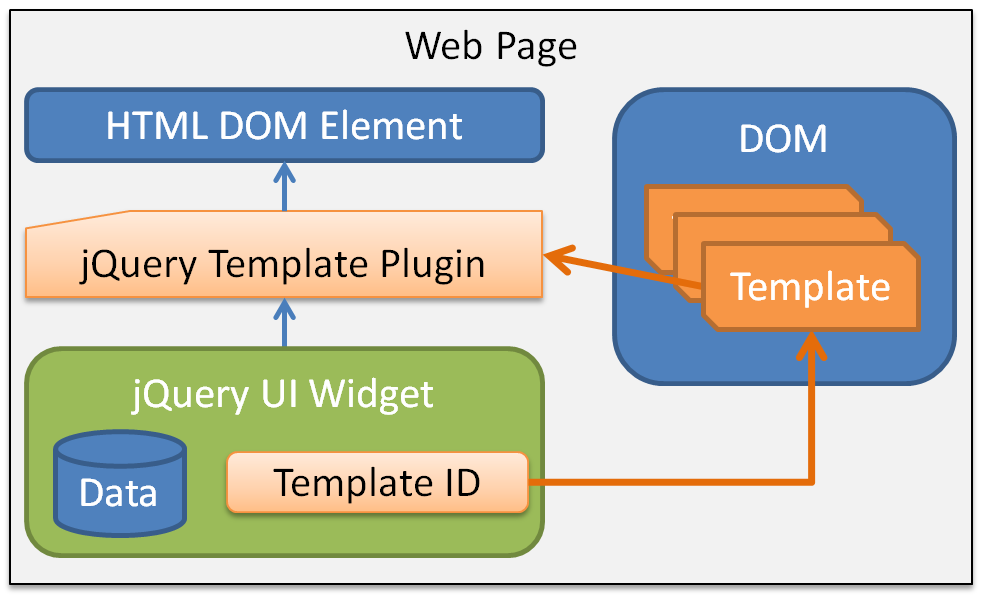 Web Page
HTML DOM Element
DOM
jQuery Template Plugin
Template
jQuery UI Widget
Data
Template ID